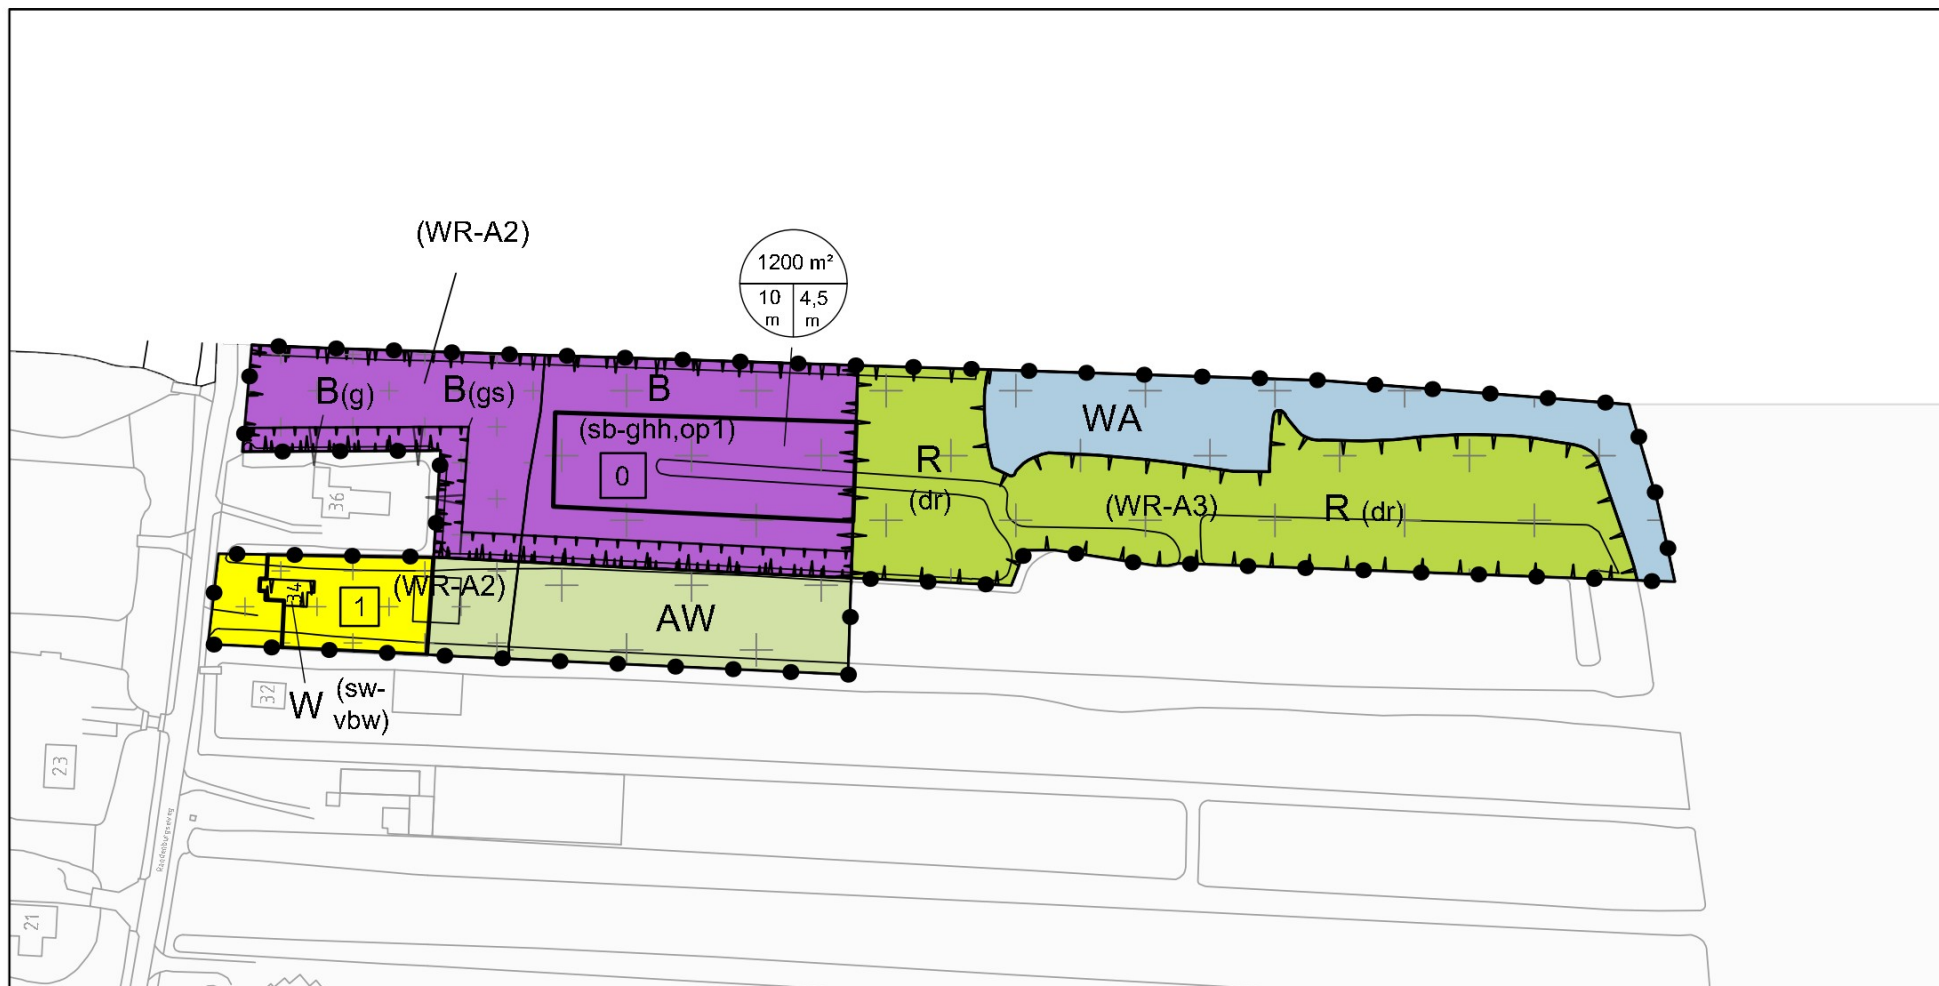 (WR-A2)
1200 m²
10 m
4,5 m
B(g)
B(gs)
B
(sb-ghh,op1)
0
WA
R
(dr)
(WR-A3)
R (dr)
36
34
1
(WR-A2)
AW
W (sw-
vbw)
32
23
Raadenburgseweg
21